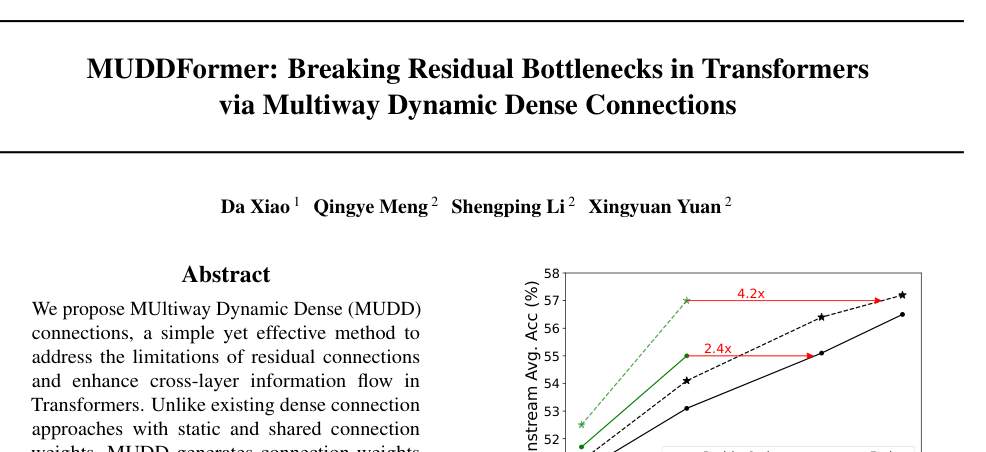 MUDDFormer: Breaking Residual Bottlenecks in Transformers
via Multiway Dynamic Dense Connections
Da Xiao 1 Qingye Meng 2 Shengping Li 2 Xingyuan Yuan 2
Abstract
We propose MUltiway Dynamic Dense (MUDD)
connections, a simple yet effective method to
address the limitations of residual connections
and enhance cross-layer information flow in
Transformers. Unlike existing dense connection
approaches with static and shared connection
weights, MUDD generates connection weights
58
57
56
55
54
53
52
4.2x
2.4x
Avg. Acc (%)